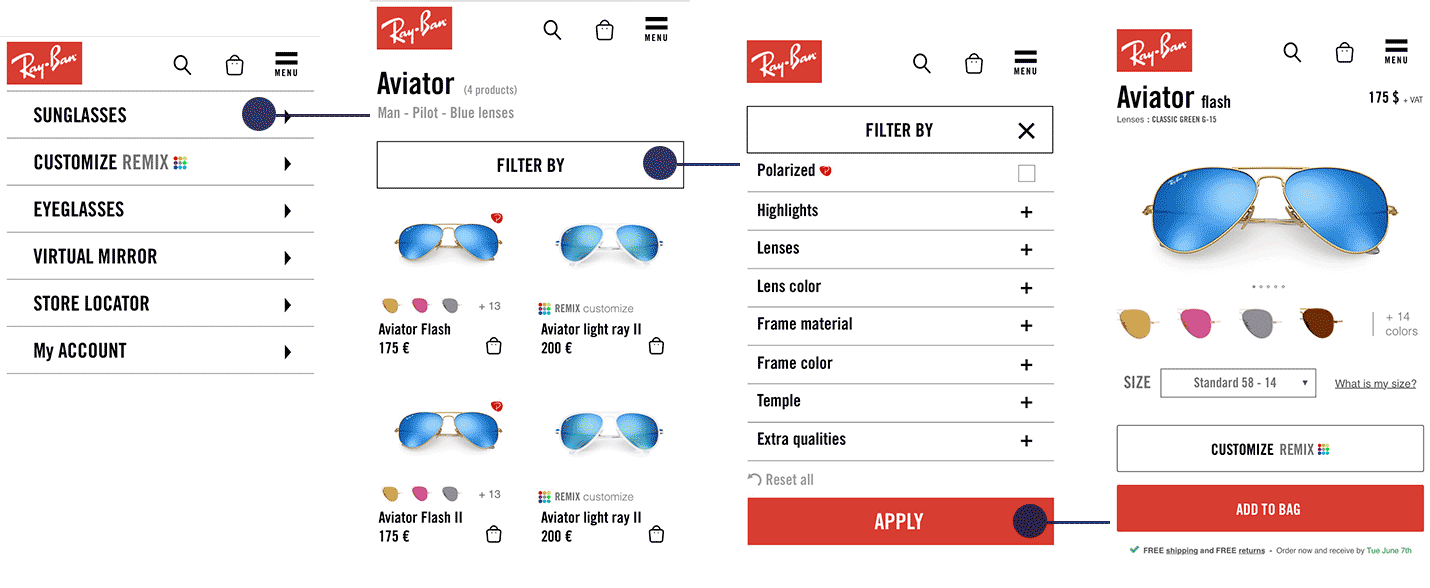 Ray-Ban
MENU
SUNGLASSES
CUSTOMIZE REMIX
EYEGLASSES
VIRTUAL MIRROR
STORE LOCATOR
My ACCOUNT
Ray-Ban
MENU
Aviator (4 products)
Man - Pilot - Blue lenses
FILTER BY
+ 13
REMIX customize
Aviator Flash
175 €
Aviator light ray II
200 €
+ 13
REMIX customize
Aviator Flash II
175 €
Aviator light ray II
200 €
Ray-Ban
MENU
FILTER BY
Polarized
Highlights +
Lenses +
Lens color +
Frame material +
Frame color +
Temple +
Extra qualities +
Reset all
APPLY
Ray-Ban
MENU
Aviator flash 175 $ + VAT
Lenses : CLASSIC GREEN G-15
+ 14
colors
SIZE Standard 58 - 14 What is my size?
CUSTOMIZE REMIX
ADD TO BAG
FREE shipping and FREE returns • Order now and receive by Tue June 7th